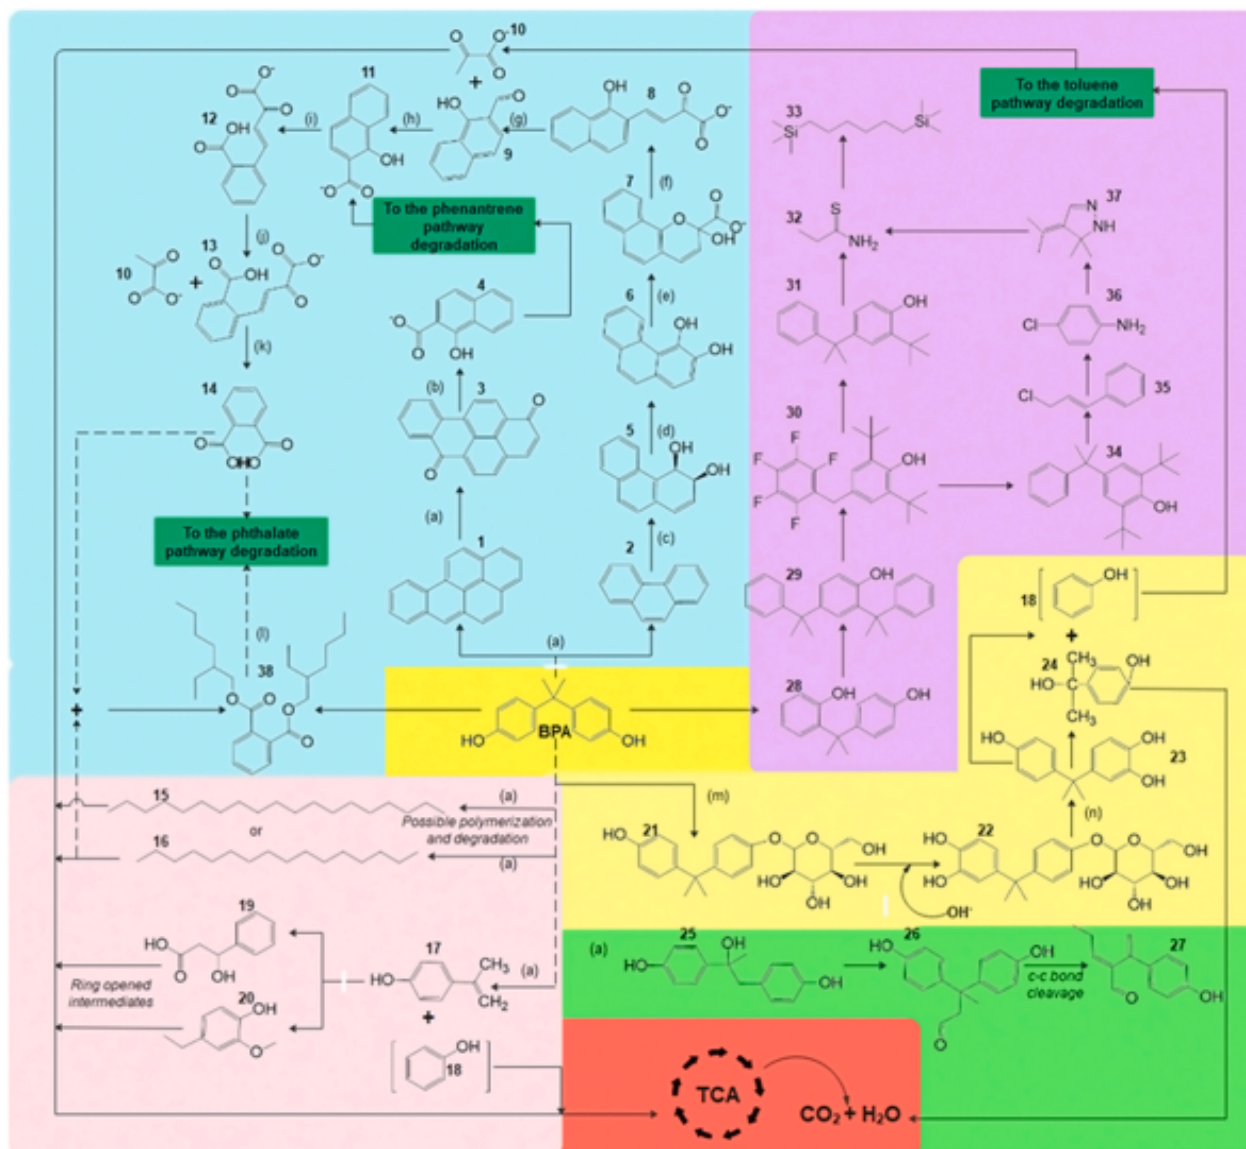 10
O
O-
O
+
11
OH
O-
O
12
O-
O
O
OH
O
(i)
(h)
HO
O
9
(g)
8
OH
O
O-
O
(f)
7
O
O
O-
OH
To the phenantrene
pathway
degradation
(j)
10
O
O
O-
+
13
O
OH
O-
O
O
(k)
14
O
O
OH
HO
4
O-
O
OH
(b)
3
O
O
(a)
1
6
OH
OH
(e)
(d)
5
OH
OH
(c)
2
(a)
To the phthalate
pathway degradation
(l)
38
O
O
O
O
+
To the toluene
pathway degradation
33
Si
Si
32
S
NH2
37
N
NH
31
OH
36
Cl
NH2
35
Cl
30
F
F
F
F
F
OH
34
OH
29
OH
28
OH
OH
18
OH
+
24
CH3
HO
C
CH3
OH
23
HO
OH
OH
(n)
HO
BPA
OH
(m)
21
HO
O
O
OH
HO
OH
OH
OH-
22
HO
HO
O
O
OH
HO
OH
OH
15
(a)
or
Possible polymerization
and degradation
16
(a)
19
HO
O
OH
Ring opened
intermediates
20
OH
O
17
HO
CH3
CH2
(a)
+
18
OH
(a)
25
HO
OH
OH
26
HO
OH
O
c-c bond
cleavage
27
O
OH
TCA
CO2 + H2O